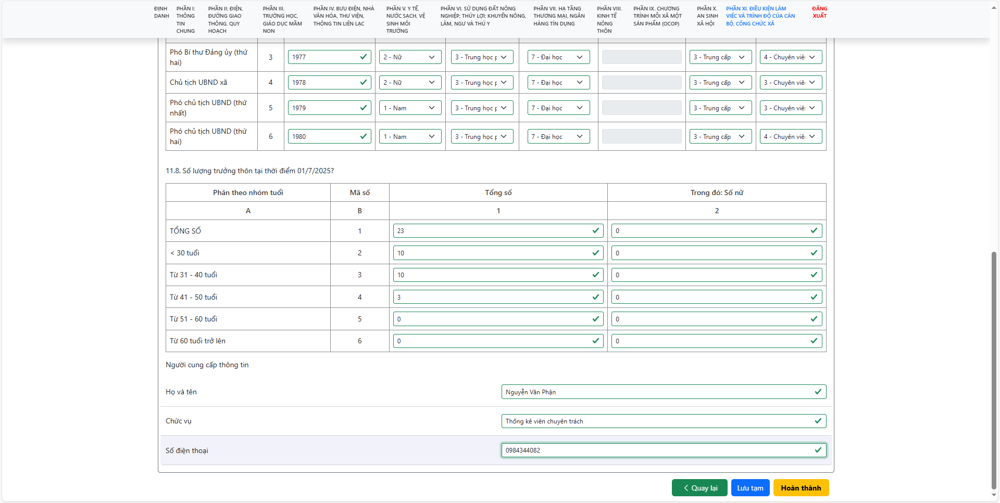 ĐỊNH DANH
PHẦN I: THÔNG TIN CHUNG
PHẦN II: ĐIỆN, ĐƯỜNG GIAO THÔNG, QUY HOẠCH
PHẦN III. TRƯỜNG HỌC, GIÁO DỤC MẦM NON
PHẦN IV. BƯU ĐIỆN, NHÀ VĂN HÓA, THƯ VIỆN, THÔNG TIN LIÊN LẠC
PHẦN V. Y TẾ, NƯỚC SẠCH, VỆ SINH MÔI TRƯỜNG
PHẦN VI. SỬ DỤNG ĐẤT NÔNG NGHIỆP; THỦY LỢI; KHUYẾN NÔNG, LÂM, NGƯ VÀ THÚ Y
PHẦN VII. HẠ TẦNG THƯƠNG MẠI, NGÂN HÀNG TÍN DỤNG
PHẦN VIII. KINH TẾ NÔNG THÔN
PHẦN IX. CHƯƠNG TRÌNH MỖI XÃ MỘT SẢN PHẨM (OCOP)
PHẦN X. AN SINH XÃ HỘI
PHẦN XI. ĐIỀU KIỆN LÀM VIỆC VÀ TRÌNH ĐỘ CỦA CÁN BỘ, CÔNG CHỨC XÃ
ĐĂNG XUẤT
Phó Bí thư Đảng ủy (thứ hai) 3 1977 2 - Nữ 3 - Trung học p 7 - Đại học 3 - Trung cấp 4 - Chuyên viê
Chủ tịch UBND xã 4 1978 2 - Nữ 3 - Trung học p 7 - Đại học 3 - Trung cấp 3 - Chuyên viê
Phó chủ tịch UBND (thứ nhất) 5 1979 1 - Nam 3 - Trung học p 7 - Đại học 3 - Trung cấp 3 - Chuyên viê
Phó chủ tịch UBND (thứ hai) 6 1980 1 - Nam 3 - Trung học p 7 - Đại học 3 - Trung cấp 4 - Chuyên viê
11.8. Số lượng trưởng thôn tại thời điểm 01/7/2025?
Phân theo nhóm tuổi Mã số Tổng số Trong đó: Số nữ
A B 1 2
TỔNG SỐ 1 23 0
< 30 tuổi 2 10 0
Từ 31 - 40 tuổi 3 10 0
Từ 41 - 50 tuổi 4 3 0
Từ 51 - 60 tuổi 5 0 0
Từ 60 tuổi trở lên 6 0 0
Người cung cấp thông tin
Họ và tên Nguyễn Văn Phận
Chức vụ Thống kê viên chuyên trách
Số điện thoại 0984344082
Quay lại Lưu tạm Hoàn thành